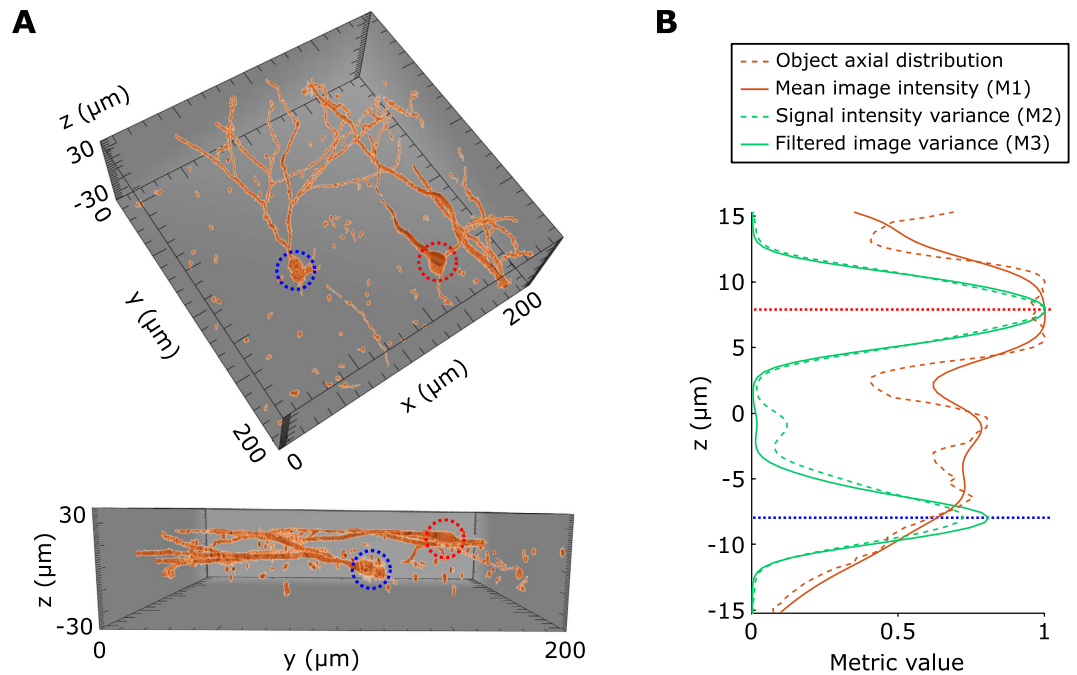 A
z (µm)
30
-30
0
y (µm)
200
0
x (µm)
200
30
z (µm)
-30
0
y (µm)
200
B
Object axial distribution
Mean image intensity (M1)
Signal intensity variance (M2)
Filtered image variance (M3)
15
10
5
z (µm)
0
-5
-10
-15
0
0.5
1
Metric value